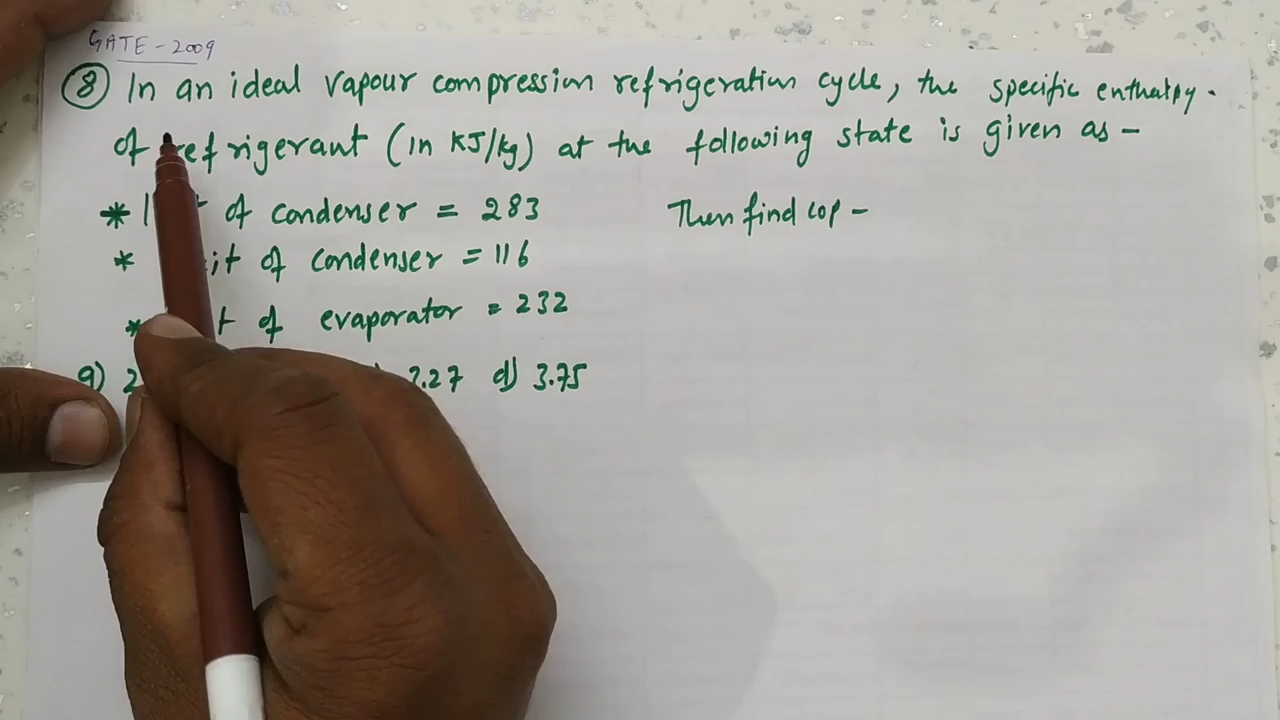 GATE-2009
⑧ In an ideal vapour compression refrigeration cycle, the specific enthalpy.
of refrigerant (in KJ/kg) at the following state is given as -
* of condenser = 283 Then find cop -
* of condenser = 116
* of evaporator = 232
a) 2 .27 d) 3.75